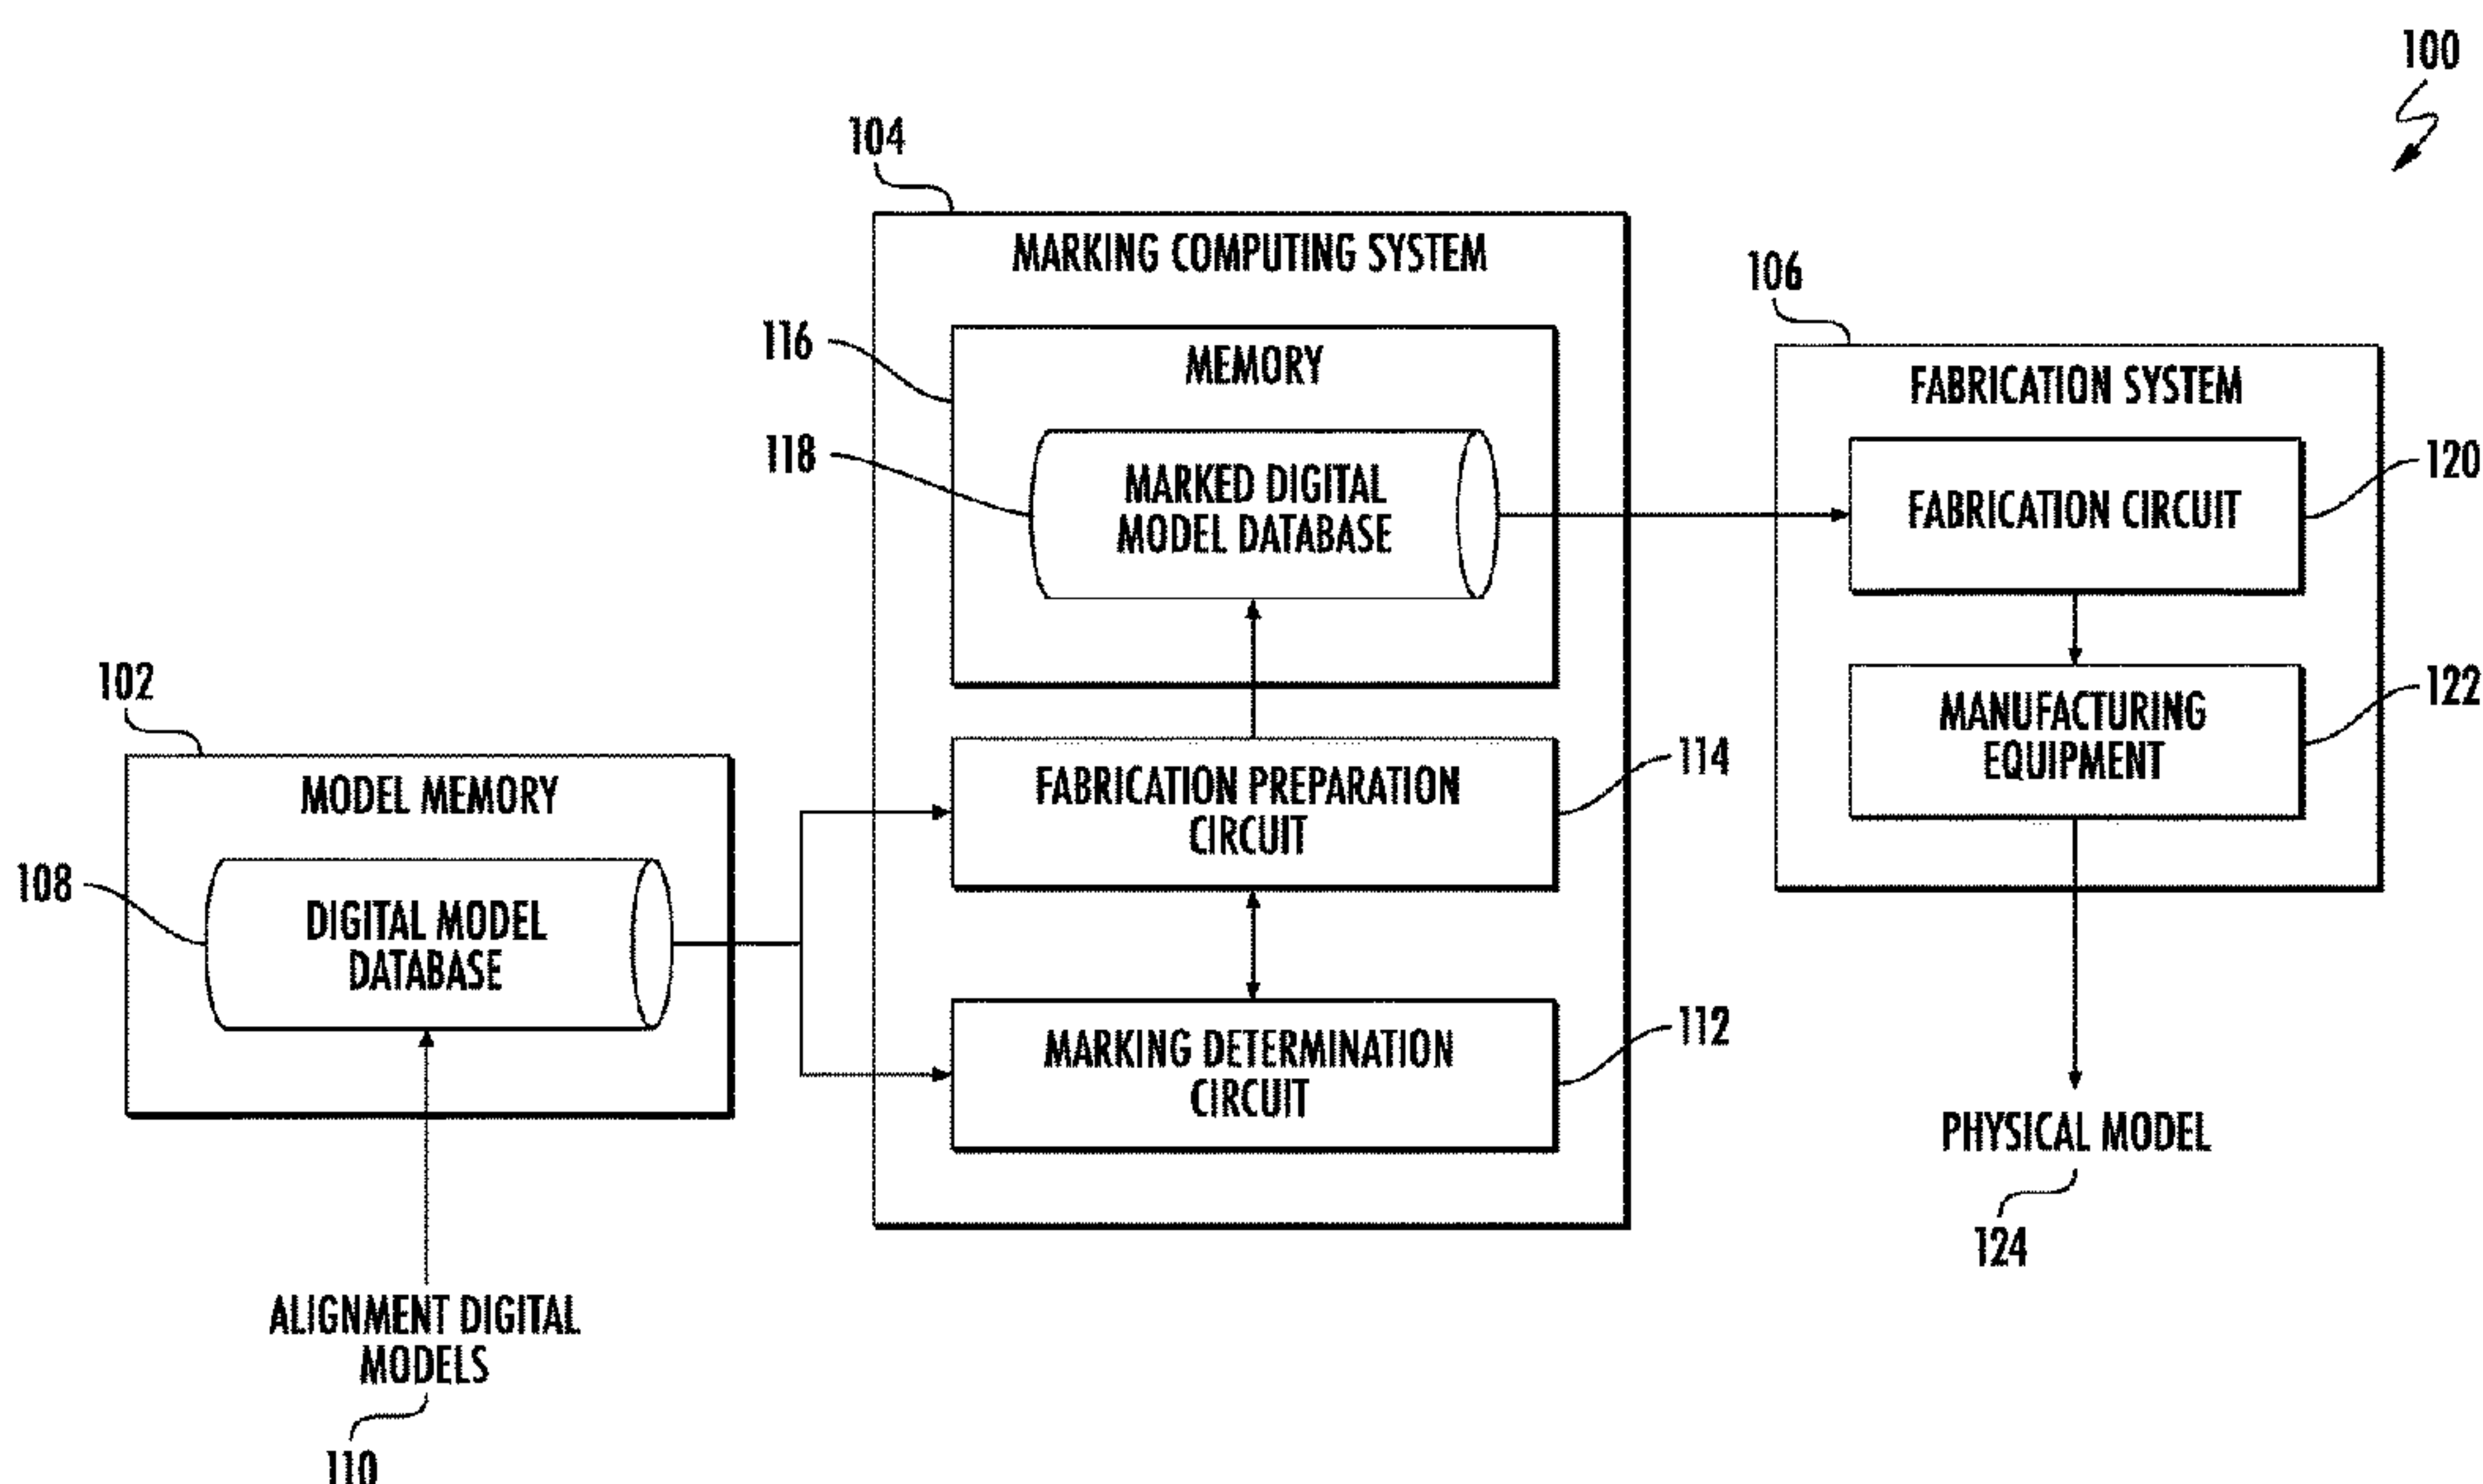 100
104
MARKING COMPUTING SYSTEM
106
116
MEMORY
FABRICATION SYSTEM
118
MARKED DIGITAL
MODEL DATABASE
120
FABRICATION CIRCUIT
102
122
MANUFACTURING
EQUIPMENT
114
FABRICATION PREPARATION
CIRCUIT
MODEL MEMORY
108
DIGITAL MODEL
DATABASE
112
MARKING DETERMINATION
CIRCUIT
PHYSICAL MODEL
124
ALIGNMENT DIGITAL
MODELS
110